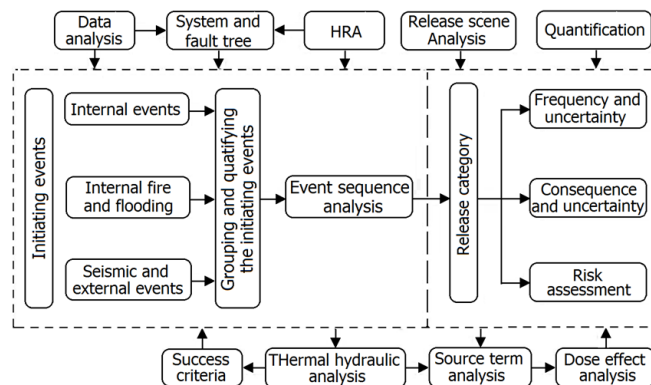 Data
analysis
System and
fault tree
HRA
Release scene
Analysis
Quantification
Initiating events
Internal events
Internal fire
and flooding
Seismic and
external events
Grouping and quatifying
the initiating events
Event sequence
analysis
Release category
Frequency and
uncertainty
Consequence
and uncertainty
Risk
assessment
Success
criteria
THermal hydraulic
analysis
Source term
analysis
Dose effect
analysis